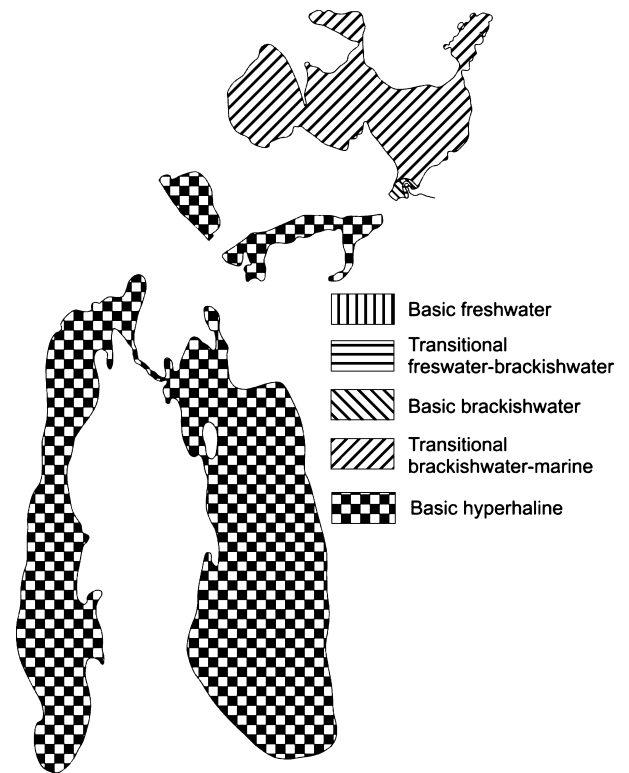 Basic freshwater
Transitional
freswater-brackishwater
Basic brackishwater
Transitional
brackishwater-marine
Basic hyperhaline